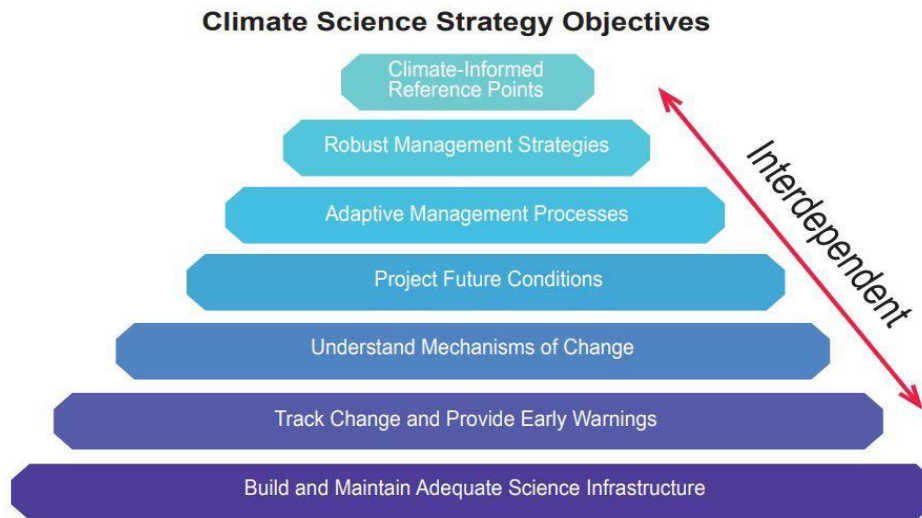 Climate Science Strategy Objectives
Climate-Informed
Reference Points
Robust Management Strategies
Adaptive Management Processes
Project Future Conditions
Understand Mechanisms of Change
Track Change and Provide Early Warnings
Build and Maintain Adequate Science Infrastructure
Interdependent